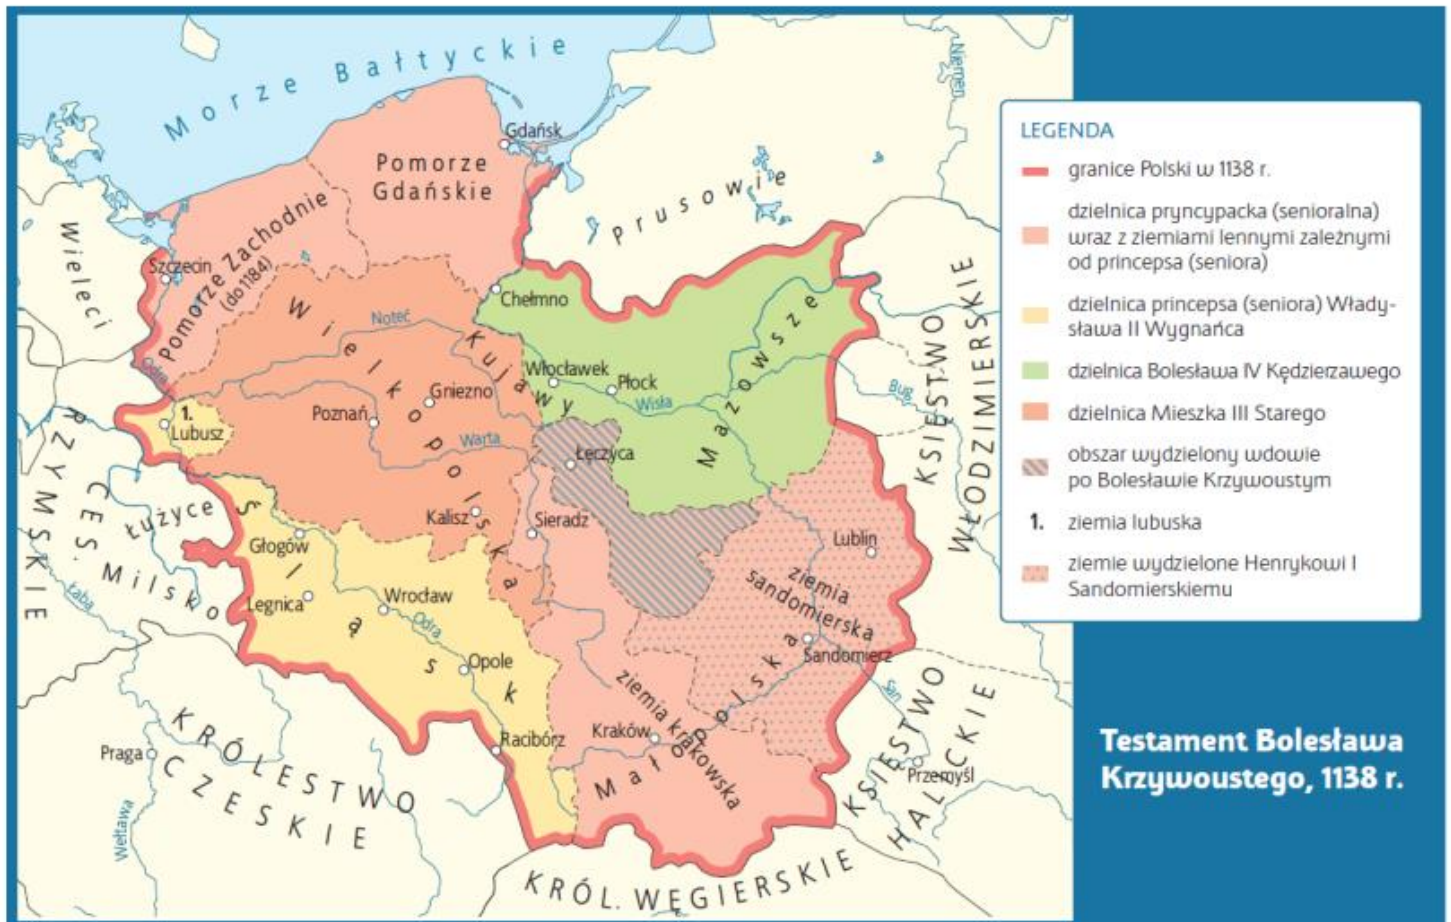 Morze Bałtyckie
Niemen
Gdańsk
Pomorze
Gdańskie
Prusowie
Wieleci
Szczecin
Pomorze Zachodnie
(do 1184)
Chełmno
Wielkopolska
Noteć
Kujawy
Mazowsze
KSIĘSTWO
WŁODZIMIERSKIE
Odra
Włocławek
Płock
Bug
Gniezno
Wisła
Poznań
1.
Lubusz
Warta
Łęczyca
CES.
RZYMSKIE
Łużyce
Kalisz
Sieradz
Lublin
Głogów
Śląsk
Milsko
ziemia
sandomierska
Łaba
Legnica
Wrocław
Odra
Sandomierz
Opole
ziemia krakowska
San
KSIĘSTWO
HALICKIE
Kraków
Racibórz
Małopolska
Praga
KRÓLESTWO
CZESKIE
Przemyśl
Wełtawa
KRÓL. WĘGIERSKIE
LEGENDA
granice Polski w 1138 r.
dzielnica pryncypacka (senioralna)
wraz z ziemiami lennymi zależnymi
od princepsa (seniora)
dzielnica princepsa (seniora) Włady-
sława II Wygnańca
dzielnica Bolesława IV Kędzierzawego
dzielnica Mieszka III Starego
obszar wydzielony wdowie
po Bolesławie Krzywoustym
1. ziemia lubuska
ziemie wydzielone Henrykowi I
Sandomierskiemu
Testament Bolesława
Krzywoustego, 1138 r.